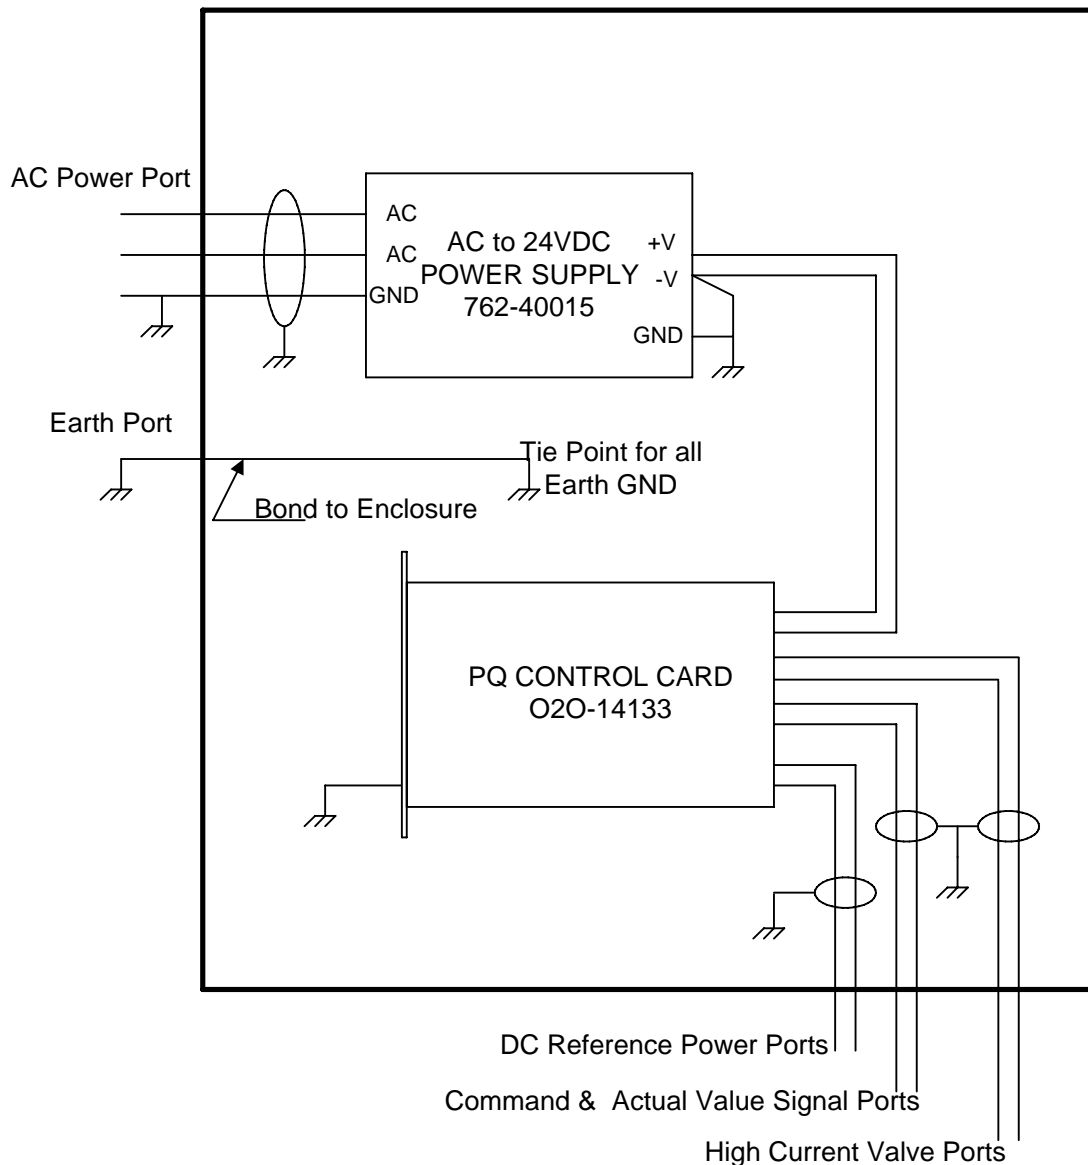 AC Power Port
AC
AC
GND
AC to 24VDC
POWER SUPPLY
762-40015
+V
-V
GND
Earth Port
Tie Point for all
Earth GND
Bond to Enclosure
PQ CONTROL CARD
O2O-14133
DC Reference Power Ports
Command &  Actual Value Signal Ports
High Current Valve Ports